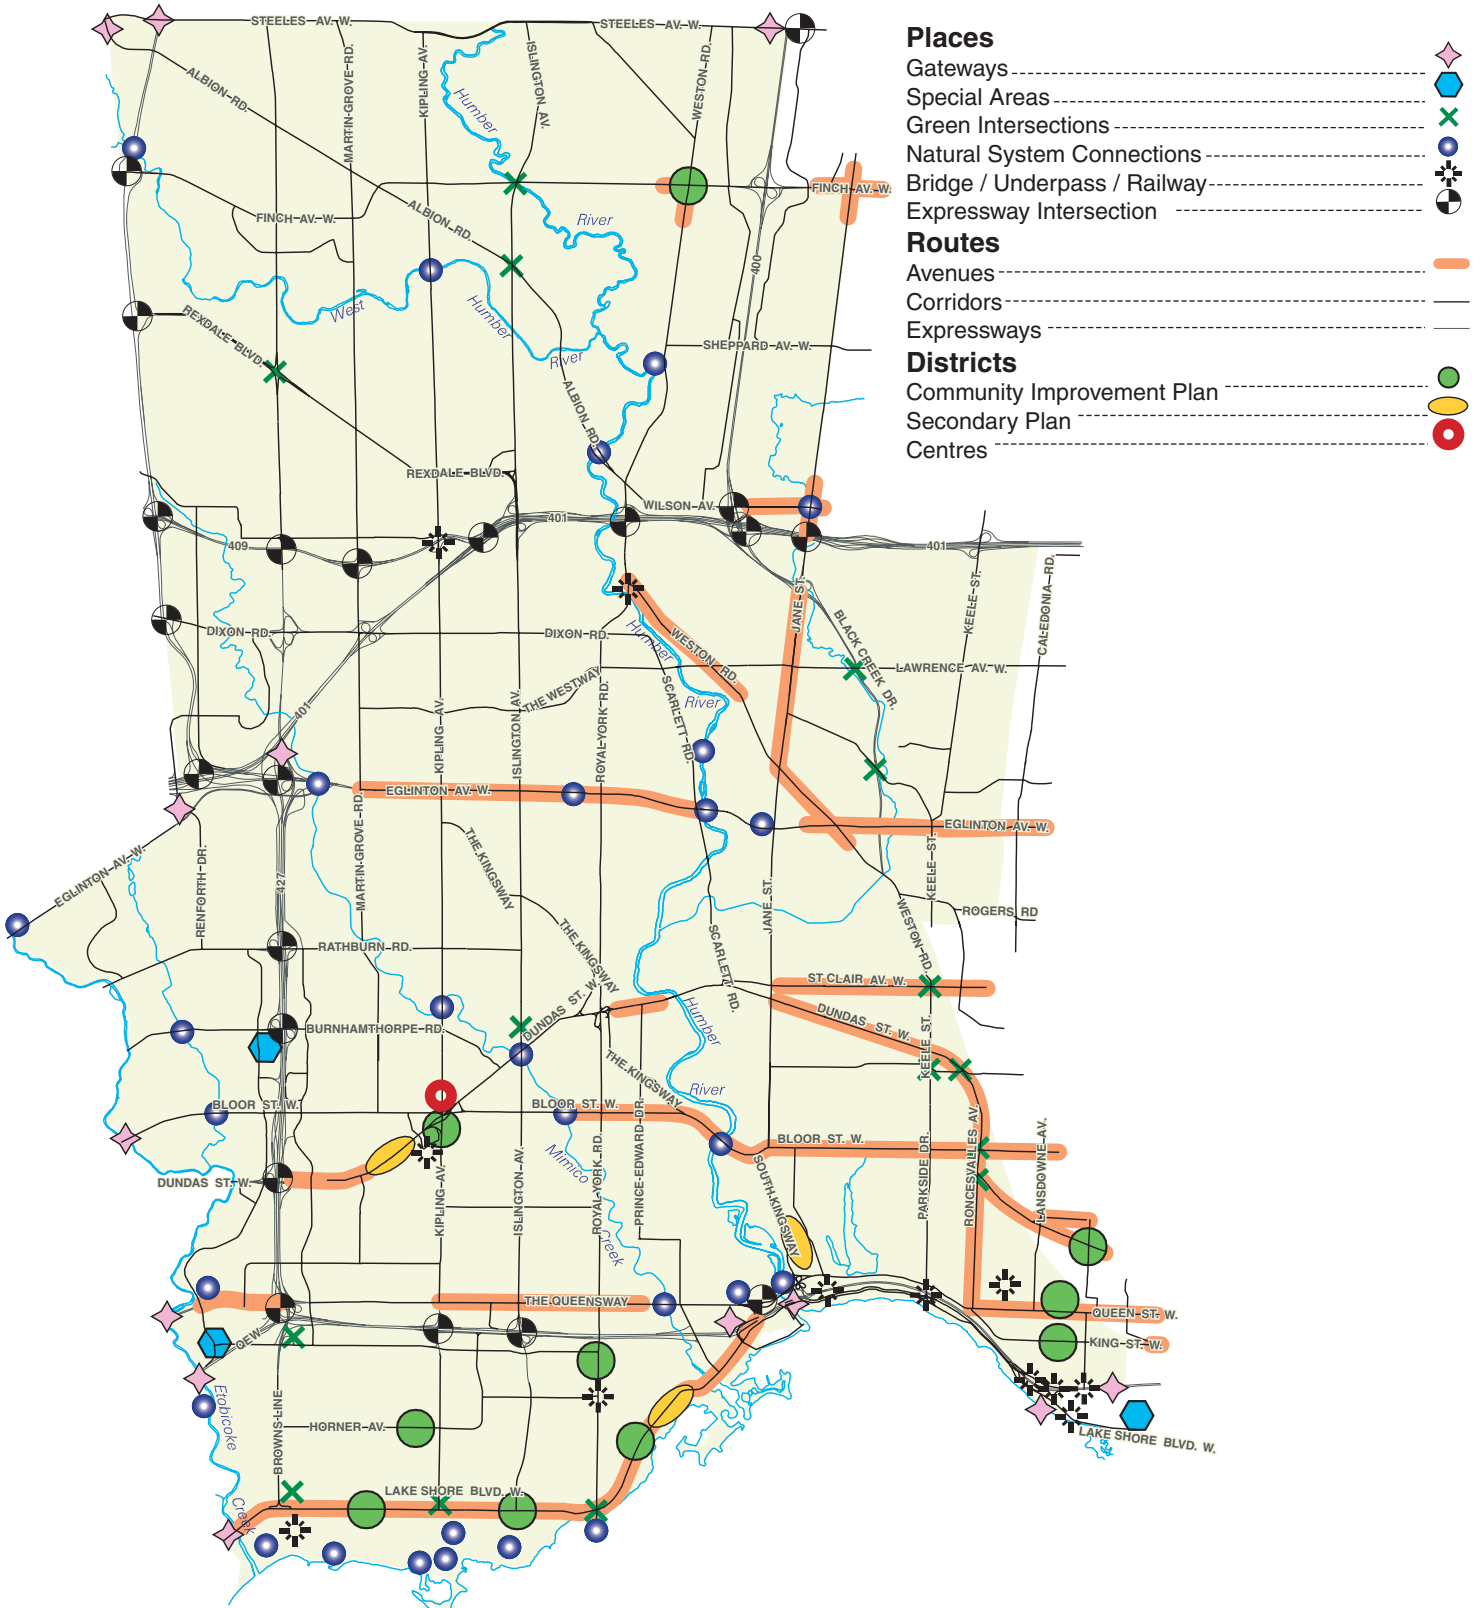 STEELES AV. W.
STEELES AV. W.
ALBION RD.
MARTIN GROVE RD.
KIPLING AV.
ISLINGTON AV.
WESTON RD.
Humber
FINCH AV. W.
FINCH AV. W.
ALBION RD.
River
400
West
Humber
River
REXDALE BLVD.
SHEPPARD AV. W.
ALBION RD.
REXDALE BLVD.
WILSON AV.
401
409
401
DIXON RD.
DIXON RD.
Humber
WESTON RD.
JANE ST.
BLACK CREEK DR.
KEELE ST.
CALEDONIA RD.
LAWRENCE AV. W.
THE WESTWAY
401
KIPLING AV.
ISLINGTON AV.
ROYAL YORK RD.
SCARLETT RD.
River
EGLINTON AV. W.
EGLINTON AV. W.
EGLINTON AV. W.
MARTIN GROVE RD.
RENFORTH DR.
427
THE KINGSWAY
THE KINGSWAY
JANE ST.
KEELE ST.
WESTON RD.
ROGERS RD
RATHBURN RD.
SCARLETT RD.
ST CLAIR AV. W.
DUNDAS ST. W.
DUNDAS ST. W.
BURNHAMTHORPE RD.
Humber
KEELE ST.
THE KINGSWAY
River
BLOOR ST. W.
BLOOR ST. W.
BLOOR ST. W.
DUNDAS ST. W.
KIPLING AV.
ISLINGTON AV.
Mimico
Creek
ROYAL YORK RD.
PRINCE EDWARD DR.
SOUTH KINGSWAY
PARKSIDE DR.
RONCESVALLES AV.
LANSDOWNE AV.
THE QUEENSWAY
QUEEN ST. W.
KING ST. W.
QEW
Etobicoke
Creek
BROWNS LINE
HORNER AV.
LAKE SHORE BLVD. W.
LAKE SHORE BLVD. W.
Places
Gateways
Special Areas
Green Intersections
Natural System Connections
Bridge / Underpass / Railway
Expressway Intersection
Routes
Avenues
Corridors
Expressways
Districts
Community Improvement Plan
Secondary Plan
Centres